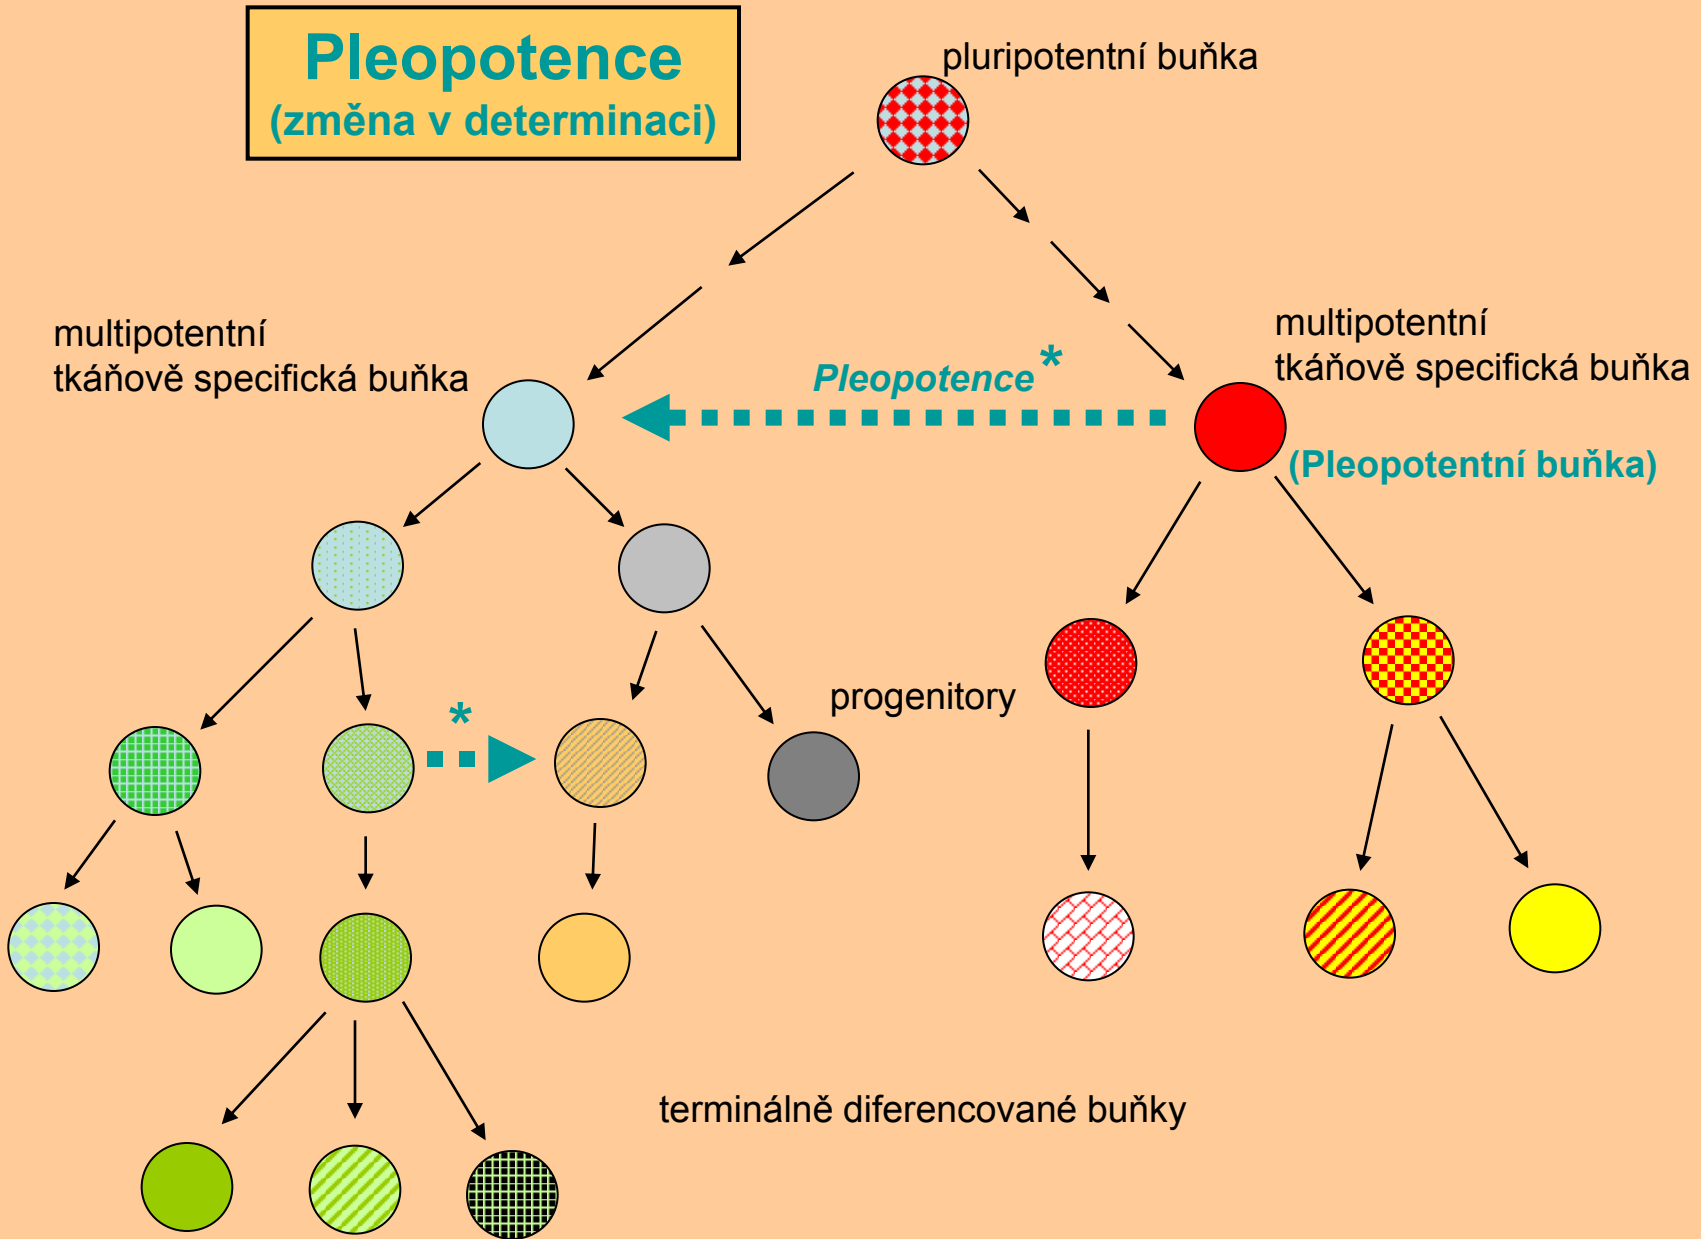 Pleopotence
(změna v determinaci)
pluripotentní buňka
multipotentní
tkáňově specifická buňka
Pleopotence *
multipotentní
tkáňově specifická buňka
(Pleopotentní buňka)
*
progenitory
terminálně diferencované buňky